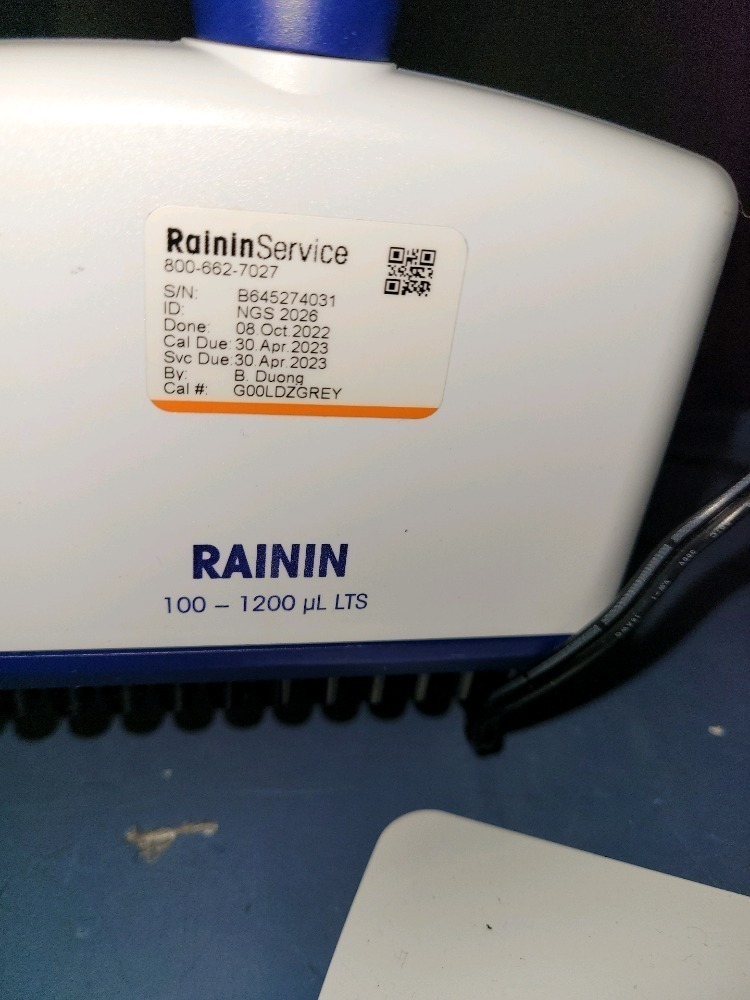 RaininService
800-662-7027
S/N: B645274031
ID: NGS 2026
Done: 08.Oct.2022
Cal Due: 30.Apr.2023
Svc Due: 30.Apr.2023
By: B. Duong
Cal #: G00LDZGREY
RAININ
100 – 1200 µL LTS